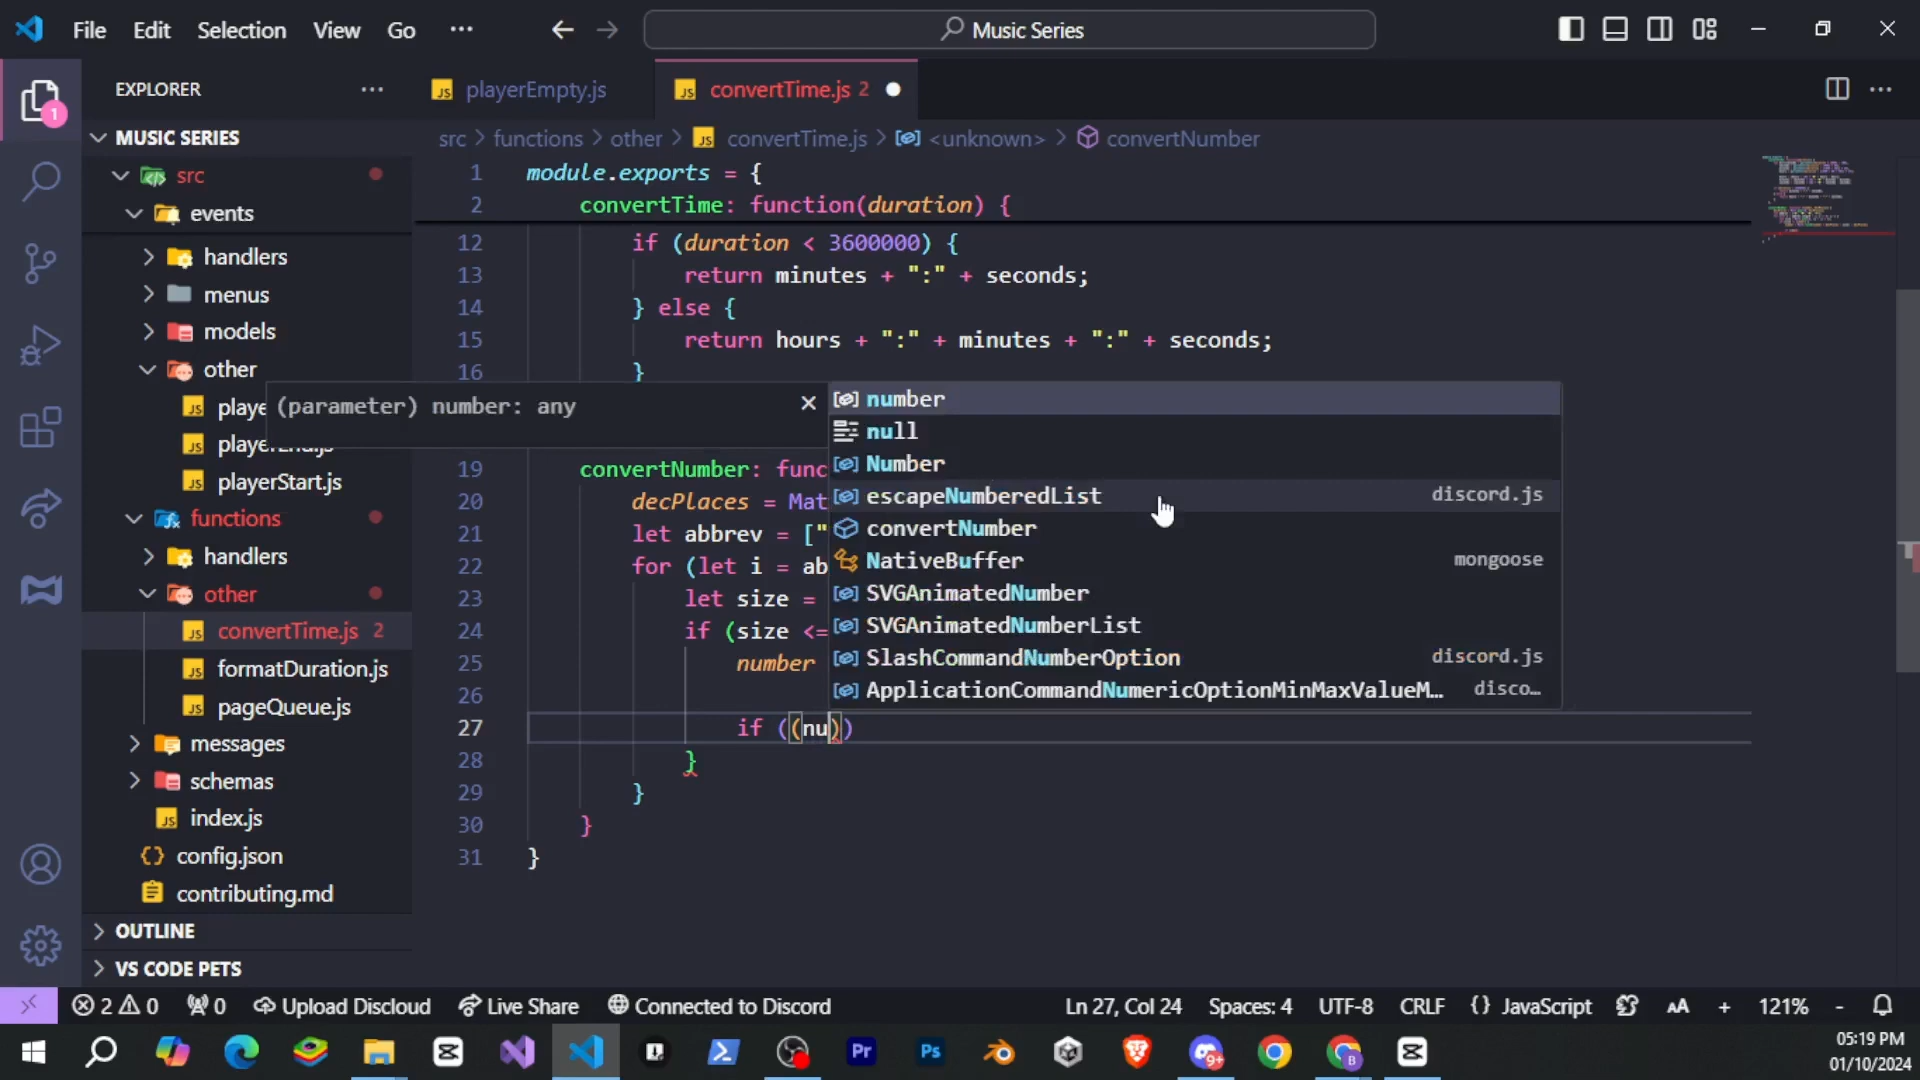 File Edit Selection View Go ··· Music Series
EXPLORER ···
playerEmpty.js
convertTime.js 2
MUSIC SERIES
src > functions > other > convertTime.js > <unknown> > convertNumber
src
events
handlers
menus
models
other
playe
playerEnd.js
playerStart.js
functions
handlers
other
convertTime.js 2
formatDuration.js
pageQueue.js
messages
schemas
index.js
config.json
contributing.md
OUTLINE
VS CODE PETS
1
1 module.exports = {
2 convertTime: function(duration) {
12 if (duration < 3600000) {
13 return minutes + ":" + seconds;
14 } else {
15 return hours + ":" + minutes + ":" + seconds;
16 }
(parameter) number: any
number
null
Number
escapeNumberedList discord.js
convertNumber
NativeBuffer mongoose
SVGAnimatedNumber
SVGAnimatedNumberList
SlashCommandNumberOption discord.js
ApplicationCommandNumericOptionMinMaxValueM... disco...
19 convertNumber: func
20 decPlaces = Mat
21 let abbrev = ["
22 for (let i = ab
23 let size =
24 if (size <=
25 number
26
27 if ((nu))
28 }
29 }
30 }
31 }
2 0 0 Upload Discloud Live Share Connected to Discord Ln 27, Col 24 Spaces: 4 UTF-8 CRLF {} JavaScript AA + 121% -
Pr Ps 9+ B
05:19 PM
01/10/2024